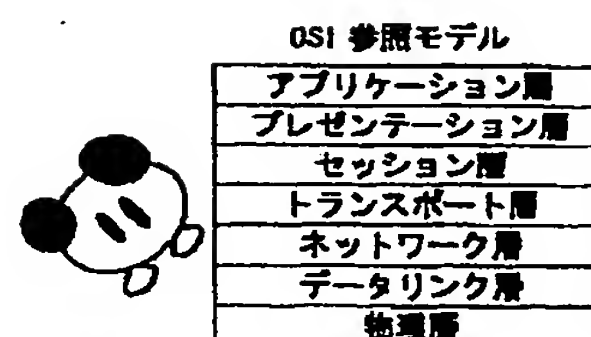 OSI 参照モデル
アプリケーション層
プレゼンテーション層
セッション層
トランスポート層
ネットワーク層
データリンク層
物理層